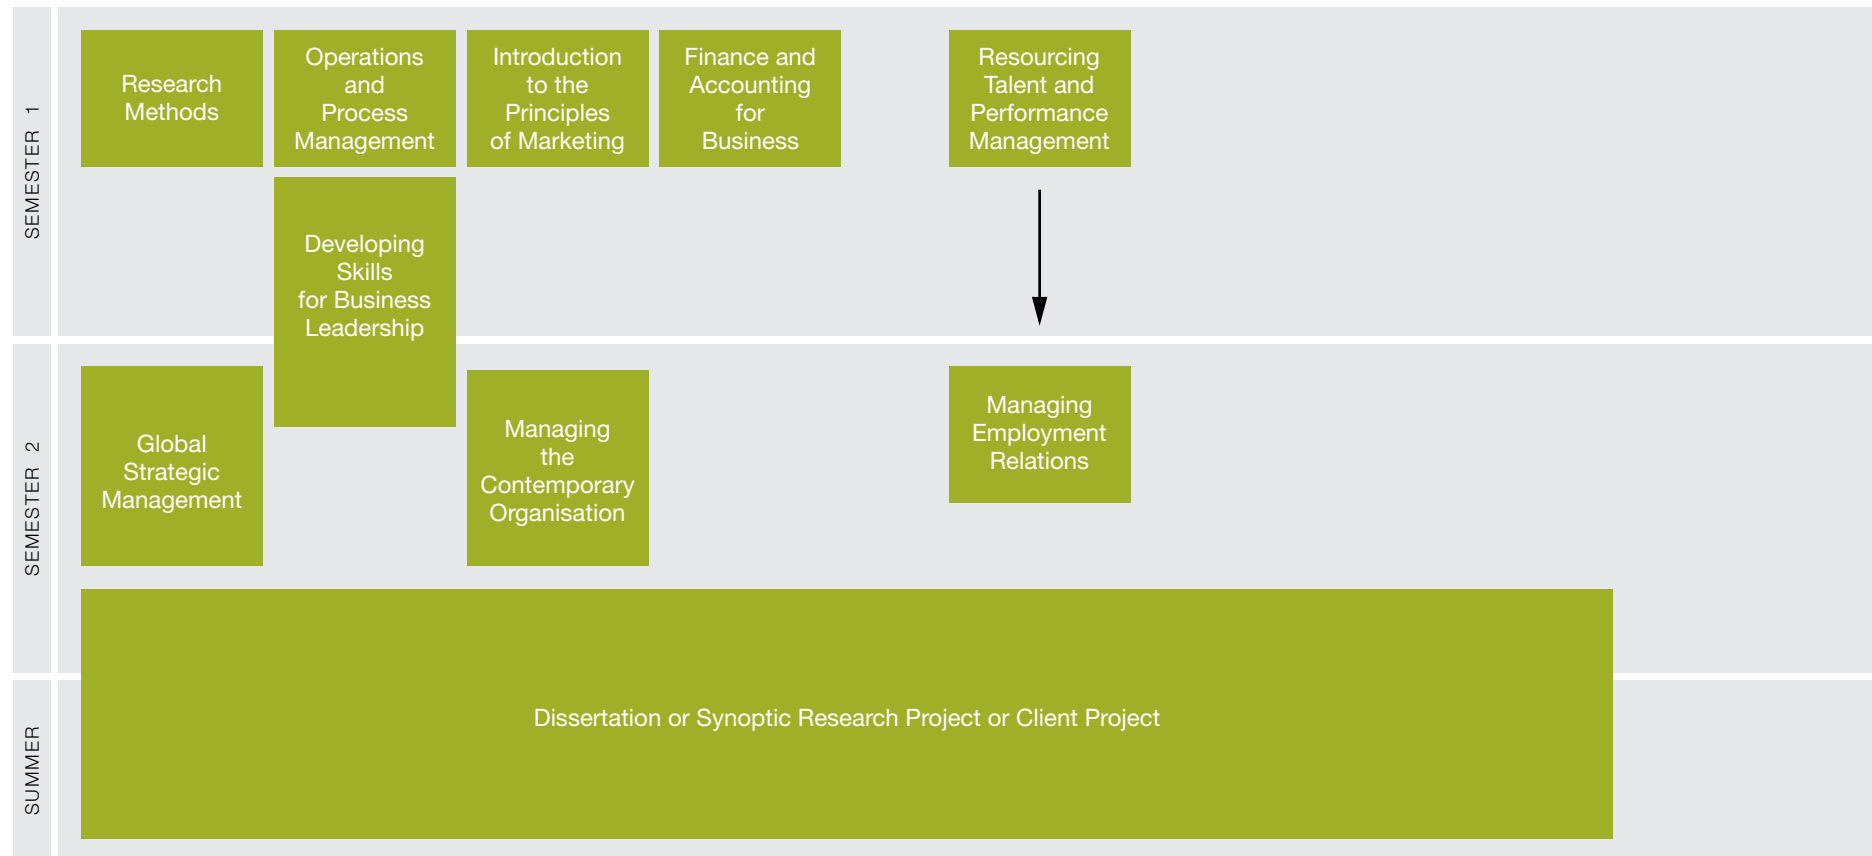 SEMESTER 1
Research
Methods
Operations
and
Process
Management
Introduction
to the
Principles
of Marketing
Finance and
Accounting
for
Business
Resourcing
Talent and
Performance
Management
Developing
Skills
for Business
Leadership
SEMESTER 2
Global
Strategic
Management
Managing
the
Contemporary
Organisation
Managing
Employment
Relations
SUMMER
Dissertation or Synoptic Research Project or Client Project